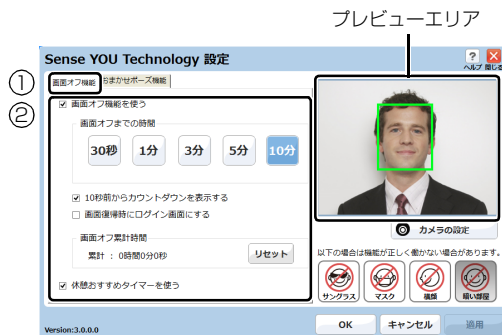 プレビューエリア
Sense YOU Technology 設定
? ×
ヘルプ 閉じる
①
画面オフ機能 おまかせポーズ機能
②
画面オフ機能を使う
画面オフまでの時間
30秒 1分 3分 5分 10分
10秒前からカウントダウンを表示する
画面復帰時にログイン画面にする
カメラの設定
画面オフ累計時間
累計 : 0時間0分0秒 リセット
以下の場合は機能が正しく働かない場合があります。
サングラス マスク 横顔 暗い部屋
休憩おすすめタイマーを使う
Version:3.0.0.0
OK キャンセル 適用